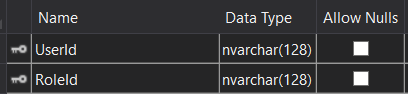 Name Data Type Allow Nulls
UserId nvarchar(128)
RoleId nvarchar(128)